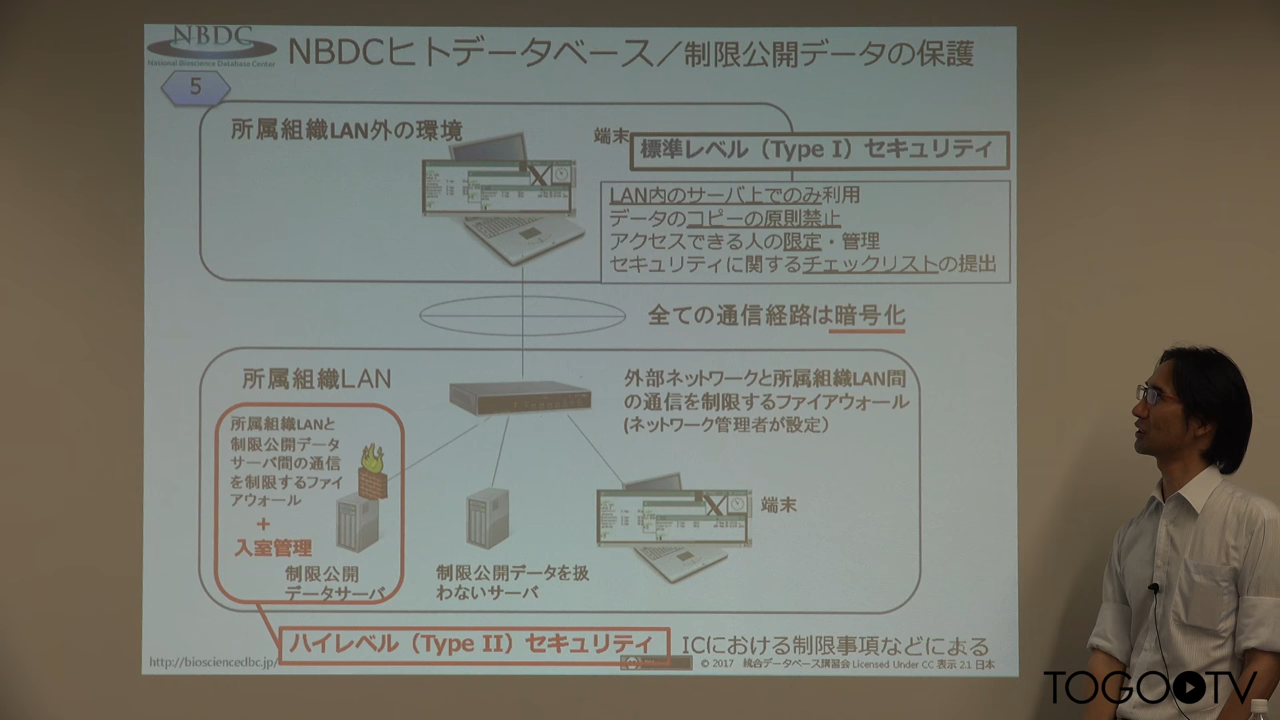 NBDC
National Bioscience Database Center
NBDCヒトデータベース／制限公開データの保護
5
所属組織LAN外の環境
端末
標準レベル（Type I）セキュリティ
LAN内のサーバ上でのみ利用
データのコピーの原則禁止
アクセスできる人の限定・管理
セキュリティに関するチェックリストの提出
全ての通信経路は暗号化
所属組織LAN
外部ネットワークと所属組織LAN間
の通信を制限するファイアウォール
(ネットワーク管理者が設定)
所属組織LANと
制限公開データ
サーバ間の通信
を制限するファイ
アウォール
+
入室管理
制限公開
データサーバ
制限公開データを扱
わないサーバ
端末
ハイレベル（Type II）セキュリティ
ICにおける制限事項などによる
http://biosciencedbc.jp/
© 2017 統合データベース講習会 Licensed Under CC 表示 2.1 日本
TOGOTV